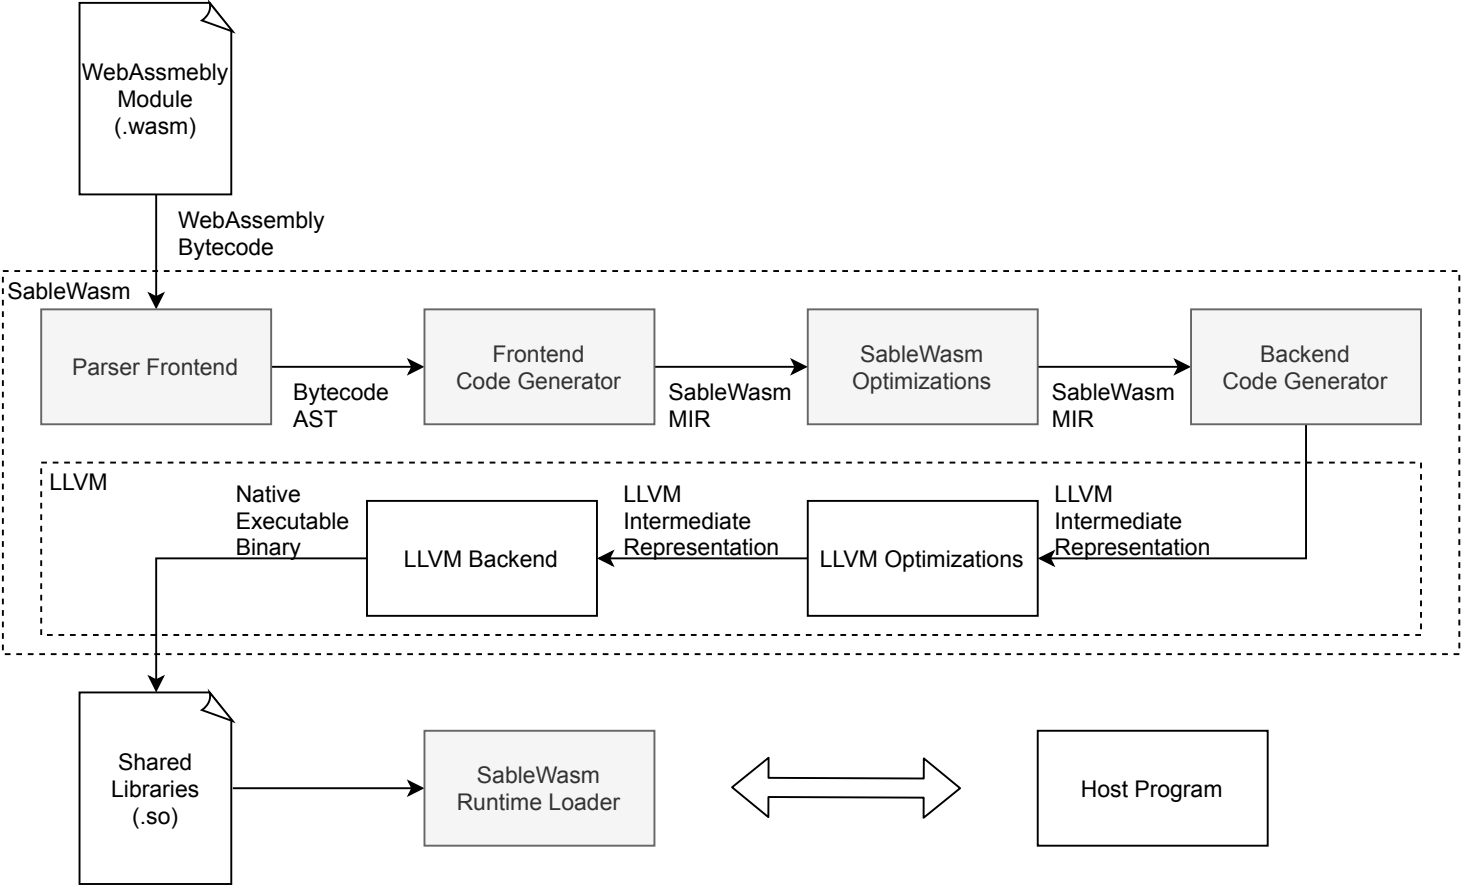 WebAssmebly
Module
(.wasm)
WebAssembly
Bytecode
SableWasm
Parser Frontend
Bytecode
AST
Frontend
Code Generator
SableWasm
MIR
SableWasm
Optimizations
SableWasm
MIR
Backend
Code Generator
LLVM
Native
Executable
Binary
LLVM Backend
LLVM
Intermediate
Representation
LLVM Optimizations
LLVM
Intermediate
Representation
Shared
Libraries
(.so)
SableWasm
Runtime Loader
Host Program